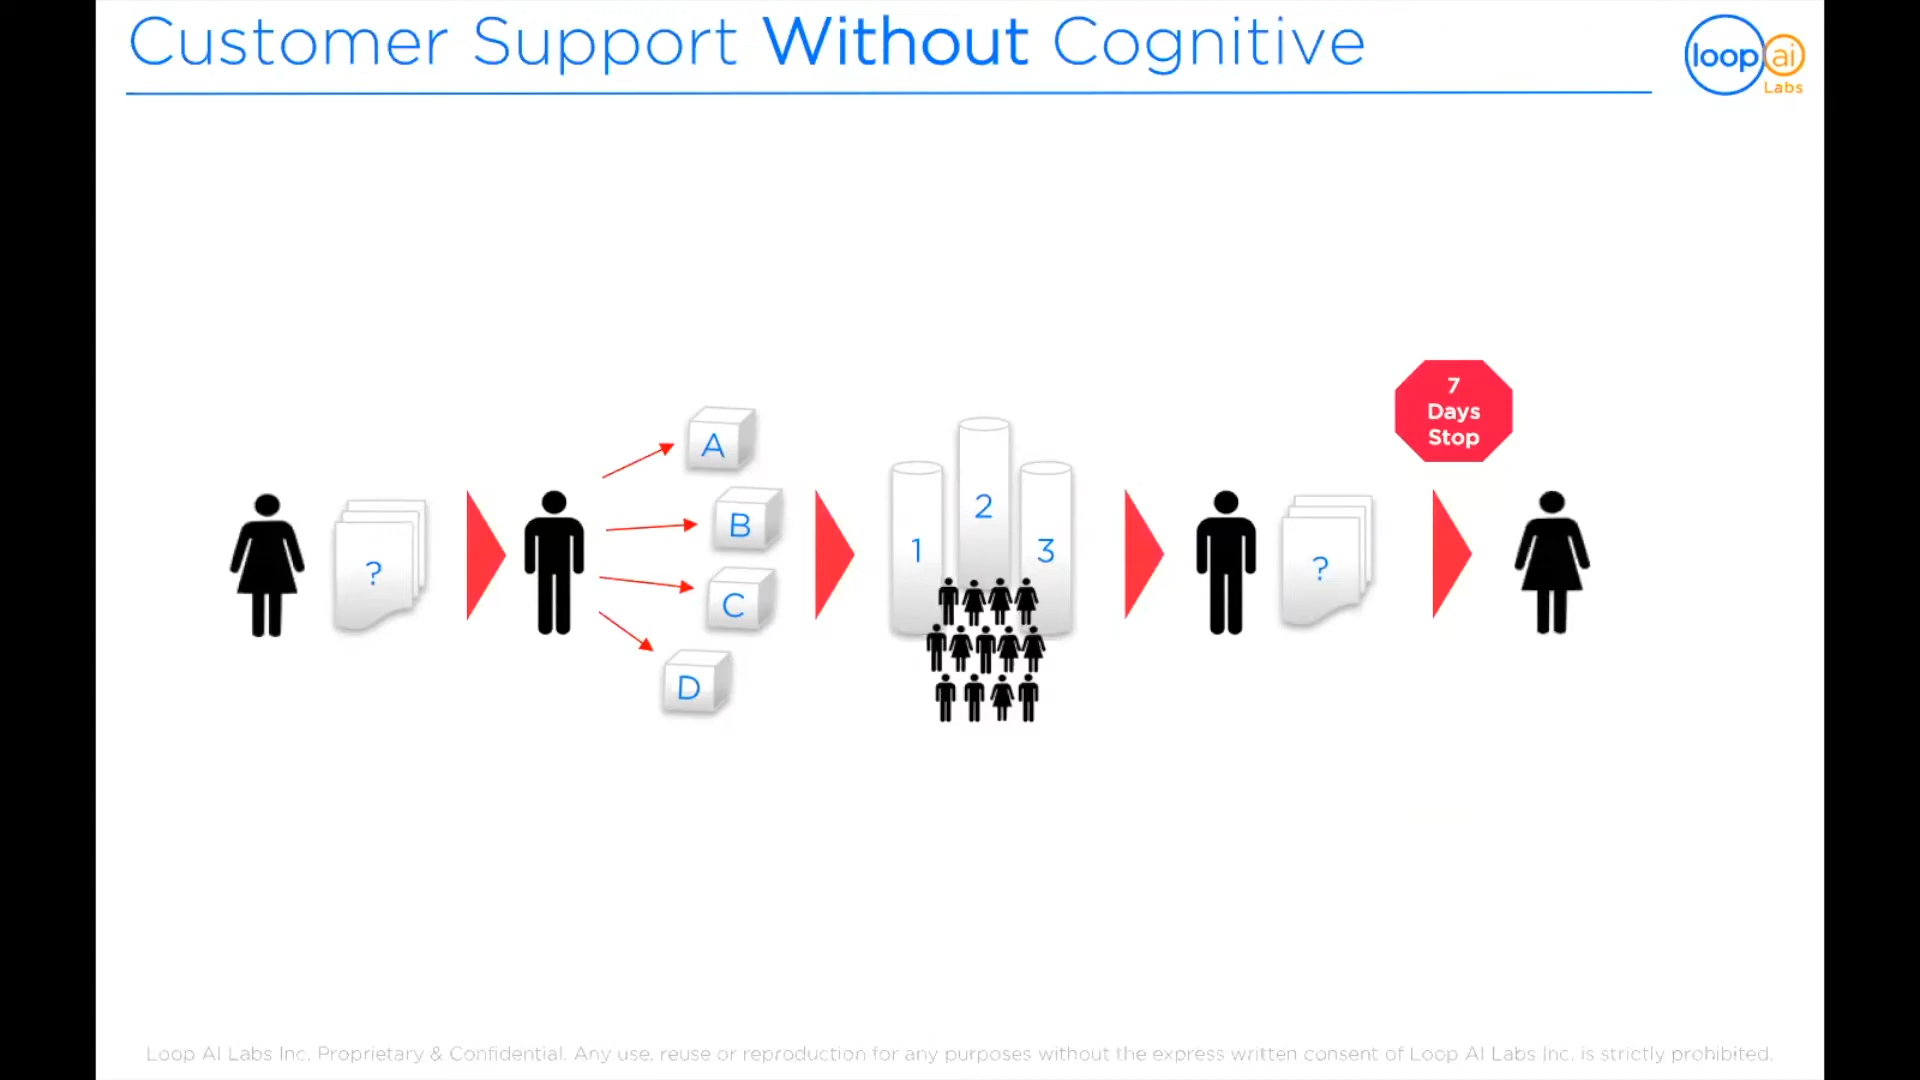 Customer Support Without Cognitive
loop ai
Labs
7
Days
Stop
A
B
C
D
?
1
2
3
?
Loop AI Labs Inc. Proprietary & Confidential. Any use, reuse or reproduction for any purposes without the express written consent of Loop AI Labs Inc. is strictly prohibited.